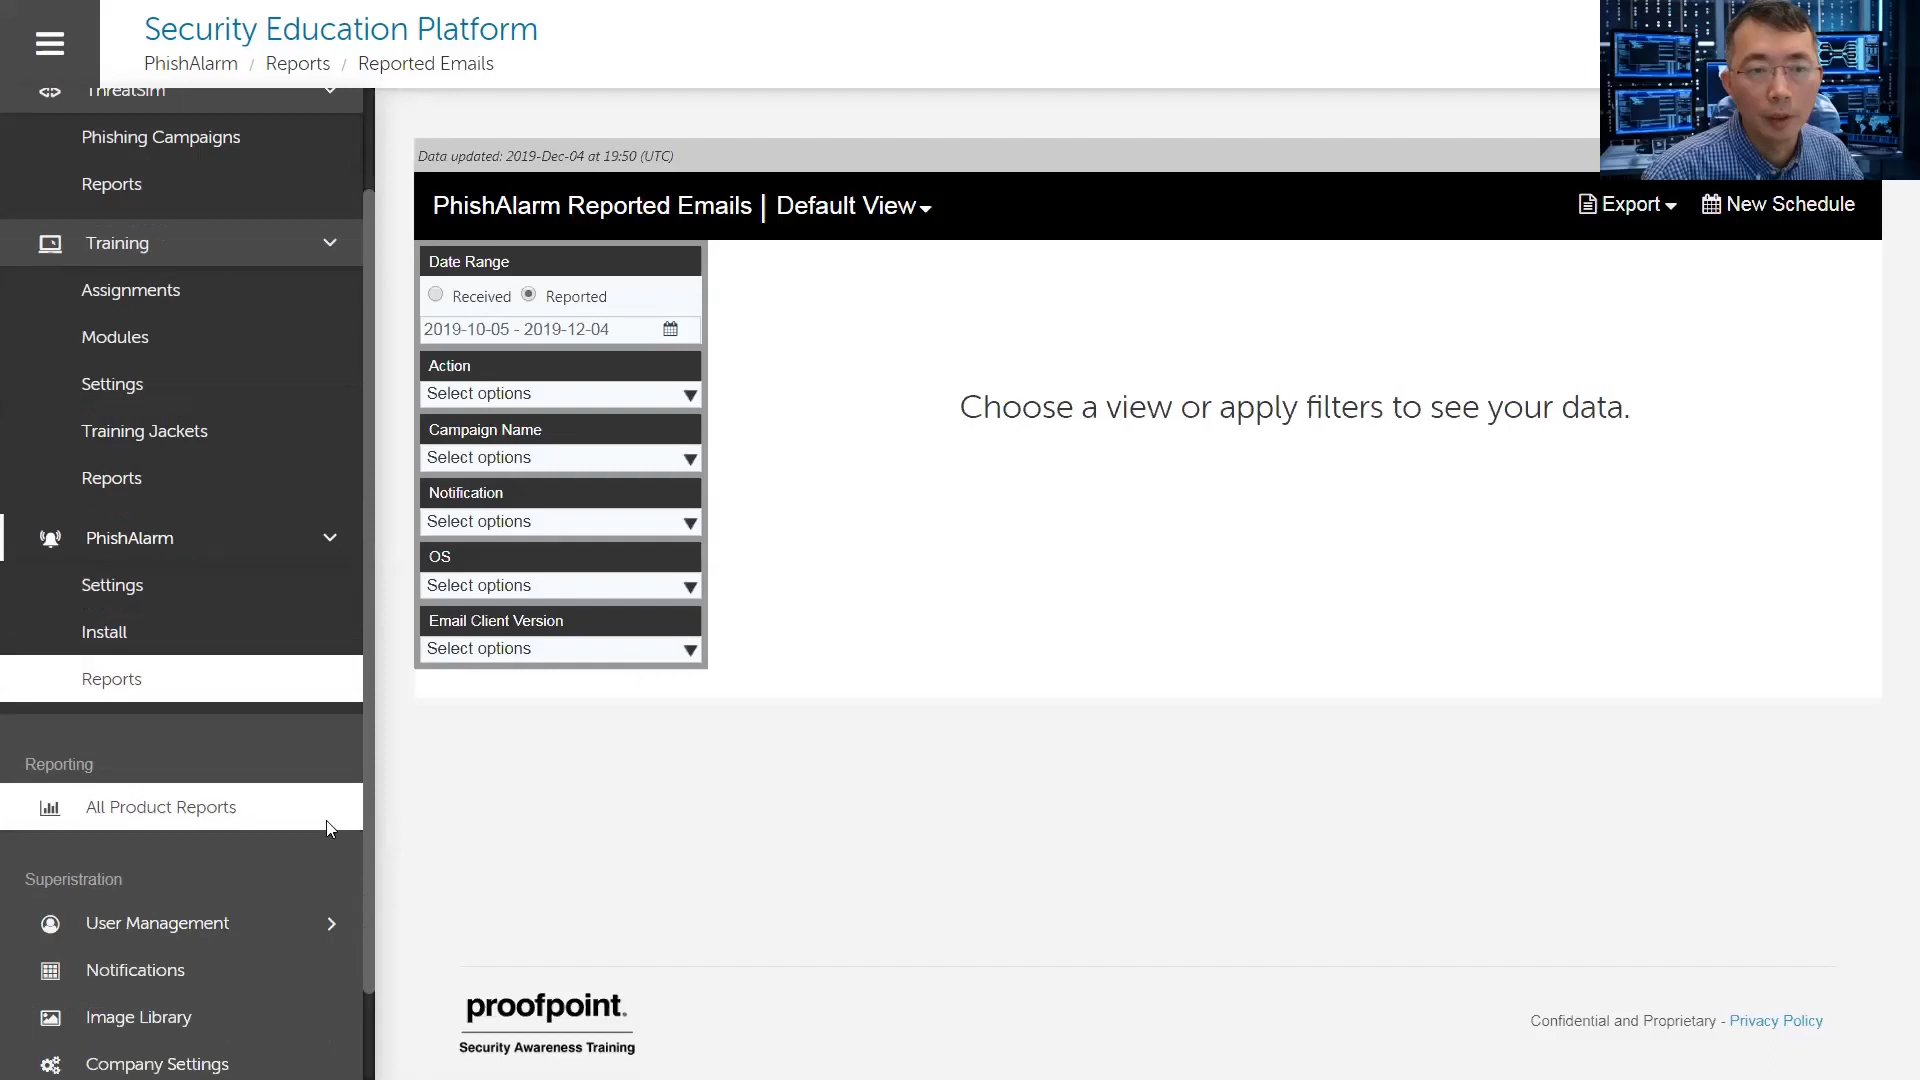 Security Education Platform
PhishAlarm / Reports / Reported Emails
ThreatSim
Phishing Campaigns
Reports
Training
Assignments
Modules
Settings
Training Jackets
Reports
PhishAlarm
Settings
Install
Reports
Reporting
All Product Reports
Superistration
User Management
Notifications
Image Library
Company Settings
Data updated: 2019-Dec-04 at 19:50 (UTC)
PhishAlarm Reported Emails | Default View
Export
New Schedule
Date Range
Received Reported
2019-10-05 - 2019-12-04
Action
Select options
Campaign Name
Select options
Notification
Select options
OS
Select options
Email Client Version
Select options
Choose a view or apply filters to see your data.
proofpoint.
Security Awareness Training
Confidential and Proprietary - Privacy Policy